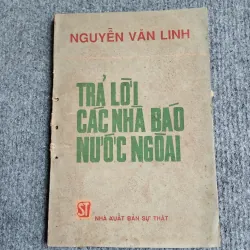 NGUYỄN VĂN LINH
TRẢ LỜI
CÁC NHÀ BÁO
NƯỚC NGOÀI
ST
NHÀ XUẤT BẢN SỰ THẬT